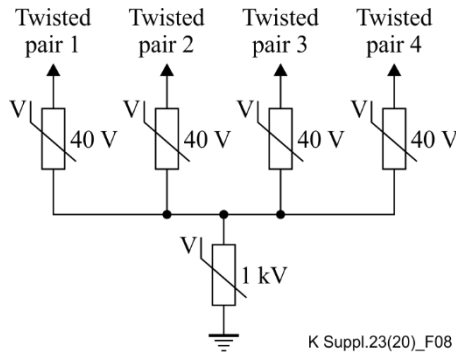 Twisted Twisted Twisted Twisted
pair 1 pair 2 pair 3 pair 4
V 40 V V 40 V V 40 V V 40 V
V 1 kV
K Suppl.23(20)_F08